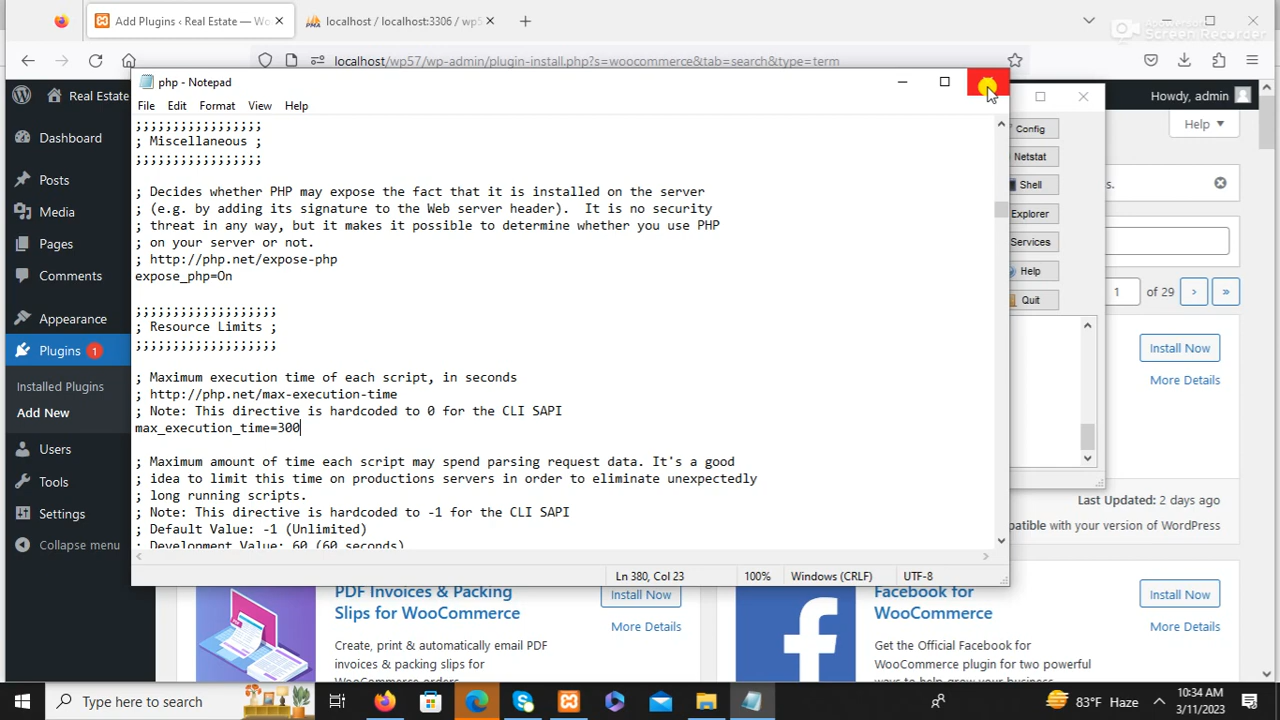 Add Plugins ‹ Real Estate — Wo
localhost / localhost:3306 / wp5
PMA
localhost/wp57/wp-admin/plugin-install.php?s=woocommerce&tab=search&type=term
php - Notepad
File Edit Format View Help
Real Estate
Howdy, admin
Help
Dashboard
Posts
Media
Pages
Comments
Appearance
Plugins 1
Installed Plugins
Add New
Users
Tools
Settings
Collapse menu
;;;;;;;;;;;;;;;;;
; Miscellaneous ;
;;;;;;;;;;;;;;;;;
; Decides whether PHP may expose the fact that it is installed on the server
; (e.g. by adding its signature to the Web server header).  It is no security
; threat in any way, but it makes it possible to determine whether you use PHP
; on your server or not.
; http://php.net/expose-php
expose_php=On
;;;;;;;;;;;;;;;;;;;
; Resource Limits ;
;;;;;;;;;;;;;;;;;;;
; Maximum execution time of each script, in seconds
; http://php.net/max-execution-time
; Note: This directive is hardcoded to 0 for the CLI SAPI
max_execution_time=300
; Maximum amount of time each script may spend parsing request data. It's a good
; idea to limit this time on productions servers in order to eliminate unexpectedly
; long running scripts.
; Note: This directive is hardcoded to -1 for the CLI SAPI
; Default Value: -1 (Unlimited)
; Development Value: 60 (60 seconds)
Ln 380, Col 23 100% Windows (CRLF) UTF-8
Config
Netstat
Shell
Explorer
Services
Help
Quit
s.
1 of 29 › »
Install Now
More Details
Last Updated: 2 days ago
patible with your version of WordPress
PDF Invoices & Packing
Slips for WooCommerce
Install Now
More Details
Create, print & automatically email PDF
invoices & packing slips for
WooCommerce
Facebook for
WooCommerce
Install Now
More Details
Get the Official Facebook for
WooCommerce plugin for two powerful
ways to help grow your business
Type here to search
83°F Haze
10:34 AM
3/11/2023
Screen Recorder